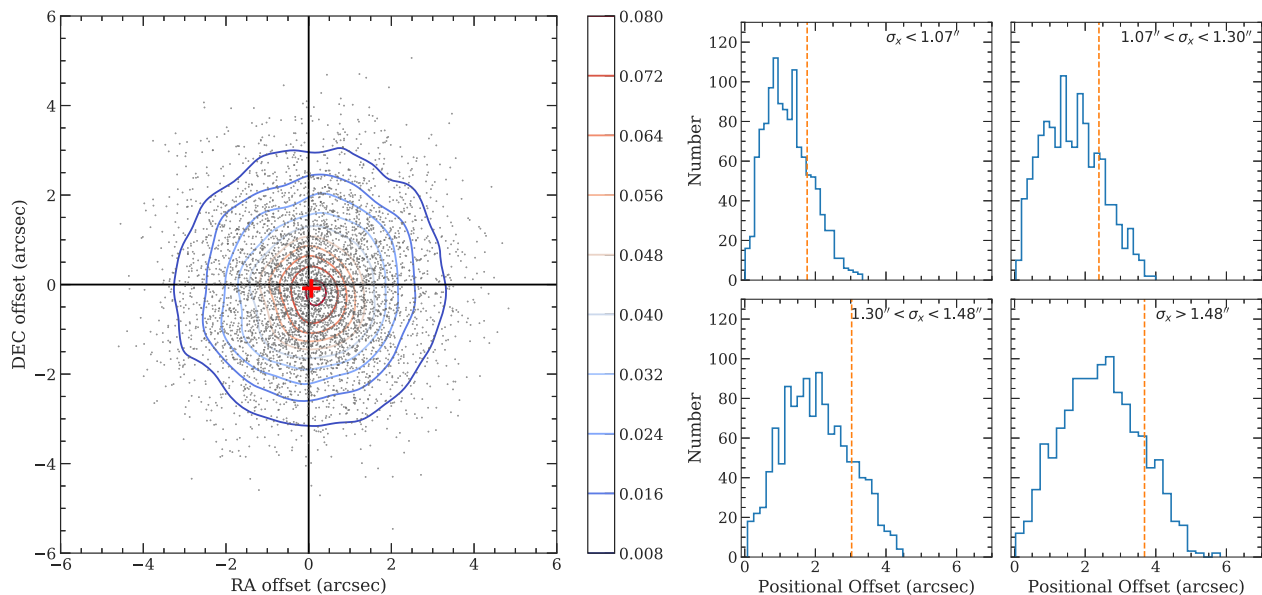 6
4
2
0
−2
−4
−6
DEC offset (arcsec)
−6 −4 −2 0 2 4 6
RA offset (arcsec)
0.080
0.072
0.064
0.056
0.048
0.040
0.032
0.024
0.016
0.008
120
100
80
60
40
20
0
Number
σₓ < 1.07″
1.07″ < σₓ < 1.30″
120
100
80
60
40
20
0
Number
1.30″ < σₓ < 1.48″
σₓ > 1.48″
0 2 4 6
Positional Offset (arcsec)
0 2 4 6
Positional Offset (arcsec)